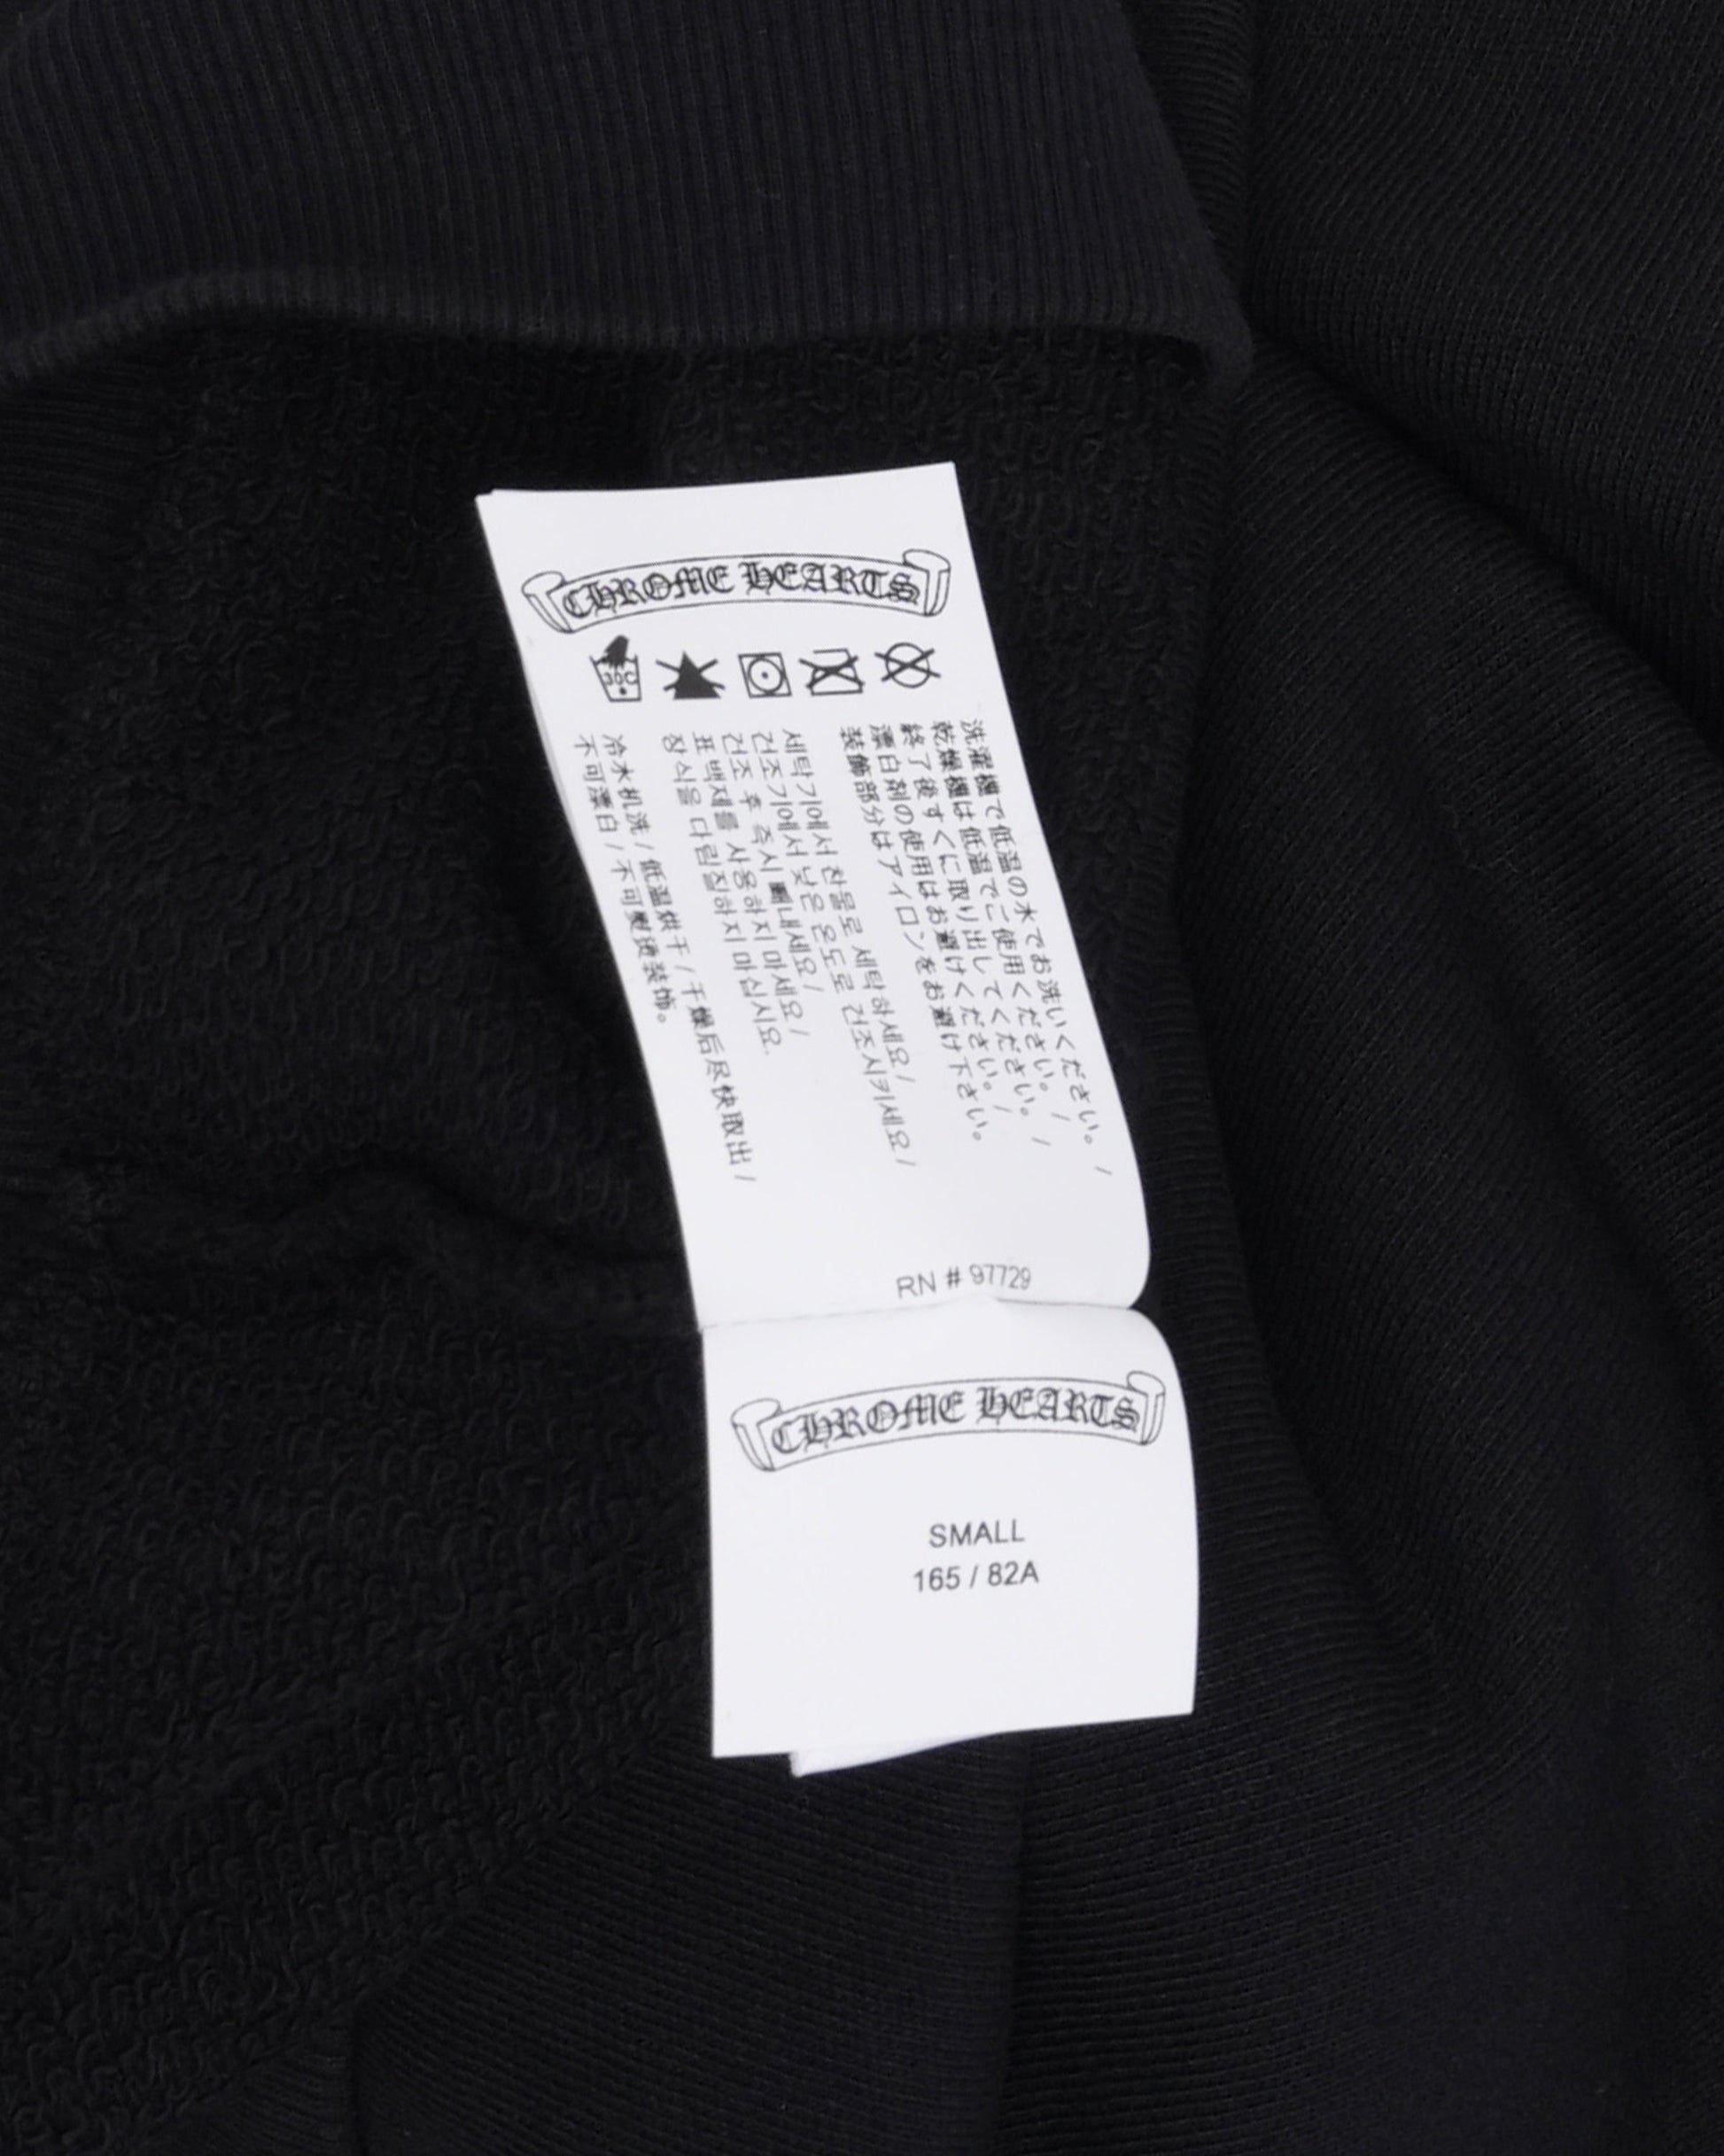 CHROME HEARTS
30C
洗濯機で低温の水でお洗いください。 /
乾燥機は低温でご使用ください。 /
終了後すぐに取り出してください。 /
漂白剤の使用はお避けください。 /
装飾部分はアイロンをお避け下さい。
세탁기에서 찬물로 세탁하세요 /
건조기에서 낮은 온도로 건조시키세요 /
건조 후 즉시 빼내세요 /
표백제를 사용하지 마세요 /
장식을 다림질하지 마십시요.
冷水机洗 / 低温烘干 / 干燥后尽快取出 /
不可漂白 / 不可熨烫装饰。
RN # 97729
CHROME HEARTS
SMALL
165 / 82A